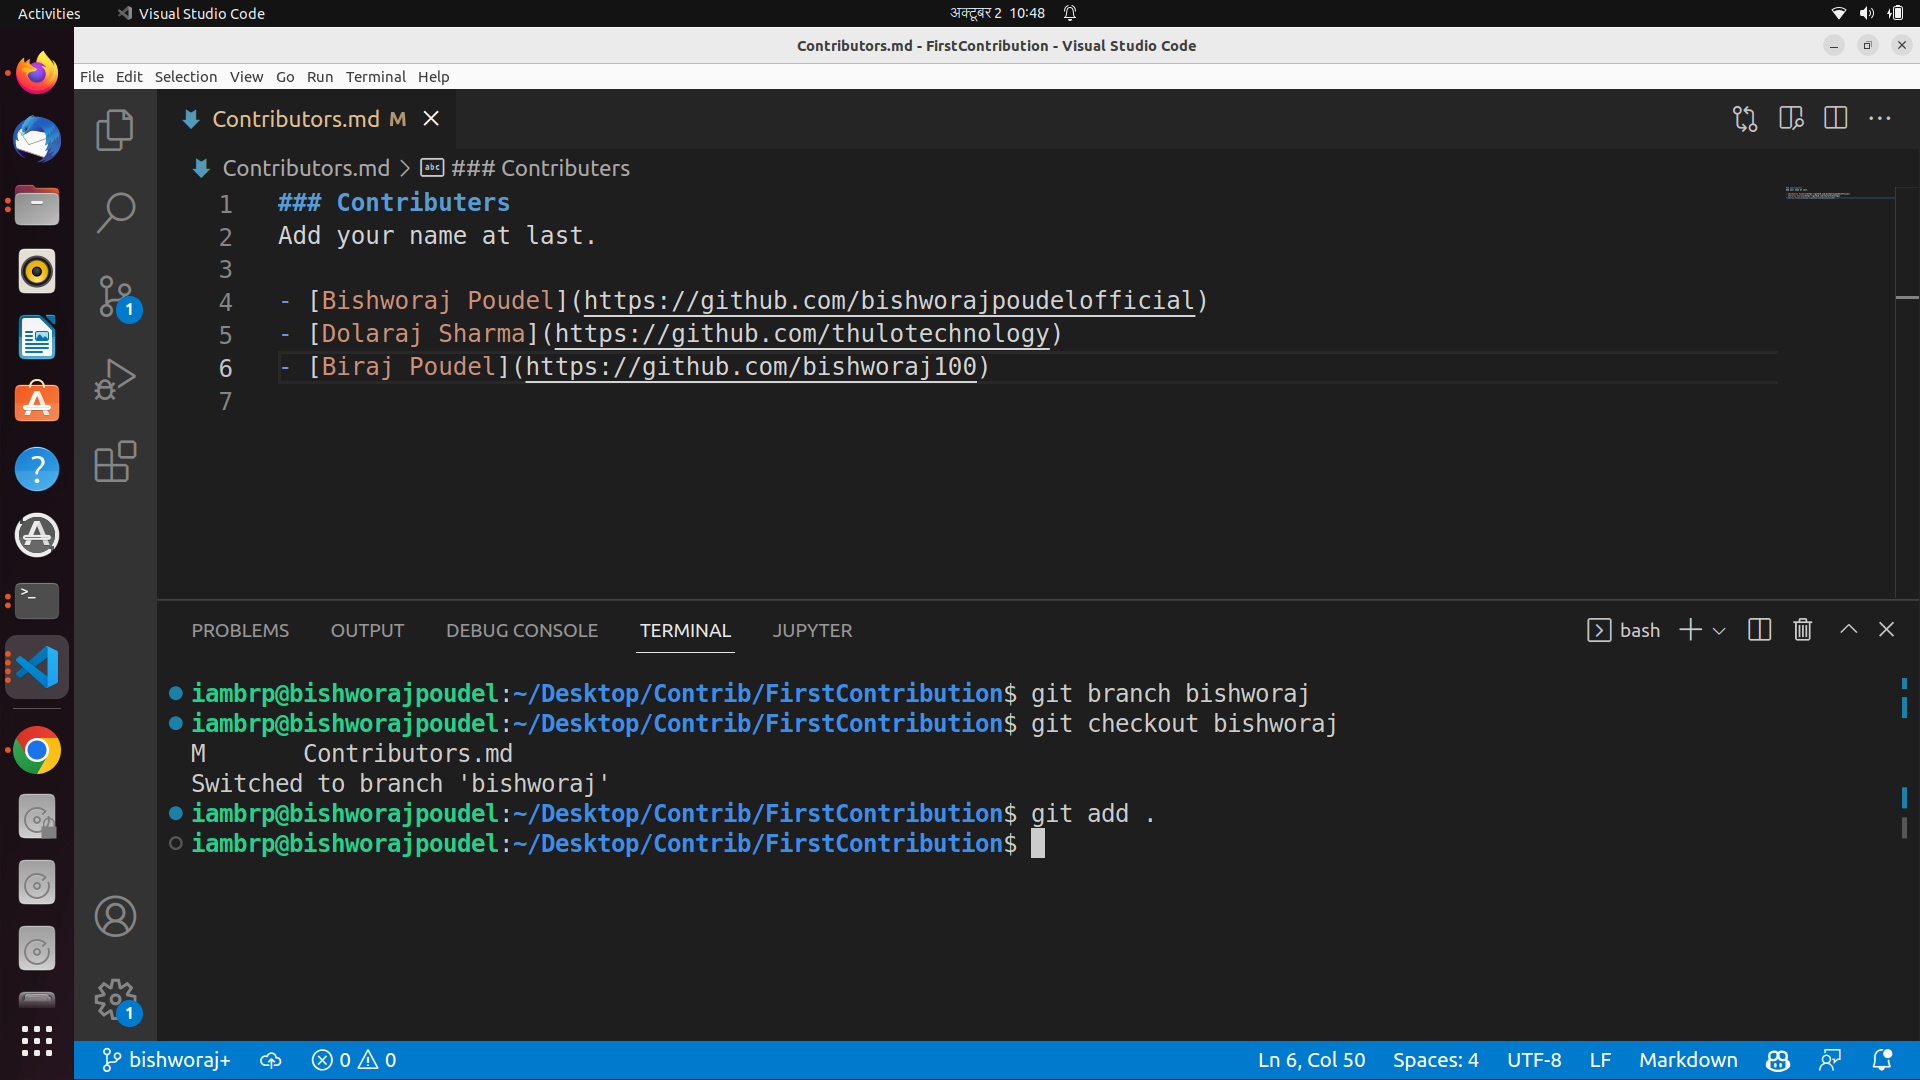 Activities
Visual Studio Code
अक्टूबर 2 10:48
Contributors.md - FirstContribution - Visual Studio Code
File Edit Selection View Go Run Terminal Help
Contributors.md M
Contributors.md > abc ### Contributers
1 ### Contributers
2 Add your name at last.
3
4 - [Bishworaj Poudel](https://github.com/bishworajpoudelofficial)
5 - [Dolaraj Sharma](https://github.com/thulotechnology)
6 - [Biraj Poudel](https://github.com/bishworaj100)
7
1
PROBLEMS OUTPUT DEBUG CONSOLE TERMINAL JUPYTER
bash
iambrp@bishworajpoudel:~/Desktop/Contrib/FirstContribution$ git branch bishworaj
iambrp@bishworajpoudel:~/Desktop/Contrib/FirstContribution$ git checkout bishworaj
M Contributors.md
Switched to branch 'bishworaj'
iambrp@bishworajpoudel:~/Desktop/Contrib/FirstContribution$ git add .
iambrp@bishworajpoudel:~/Desktop/Contrib/FirstContribution$
1
bishworaj+ 0 0 Ln 6, Col 50 Spaces: 4 UTF-8 LF Markdown